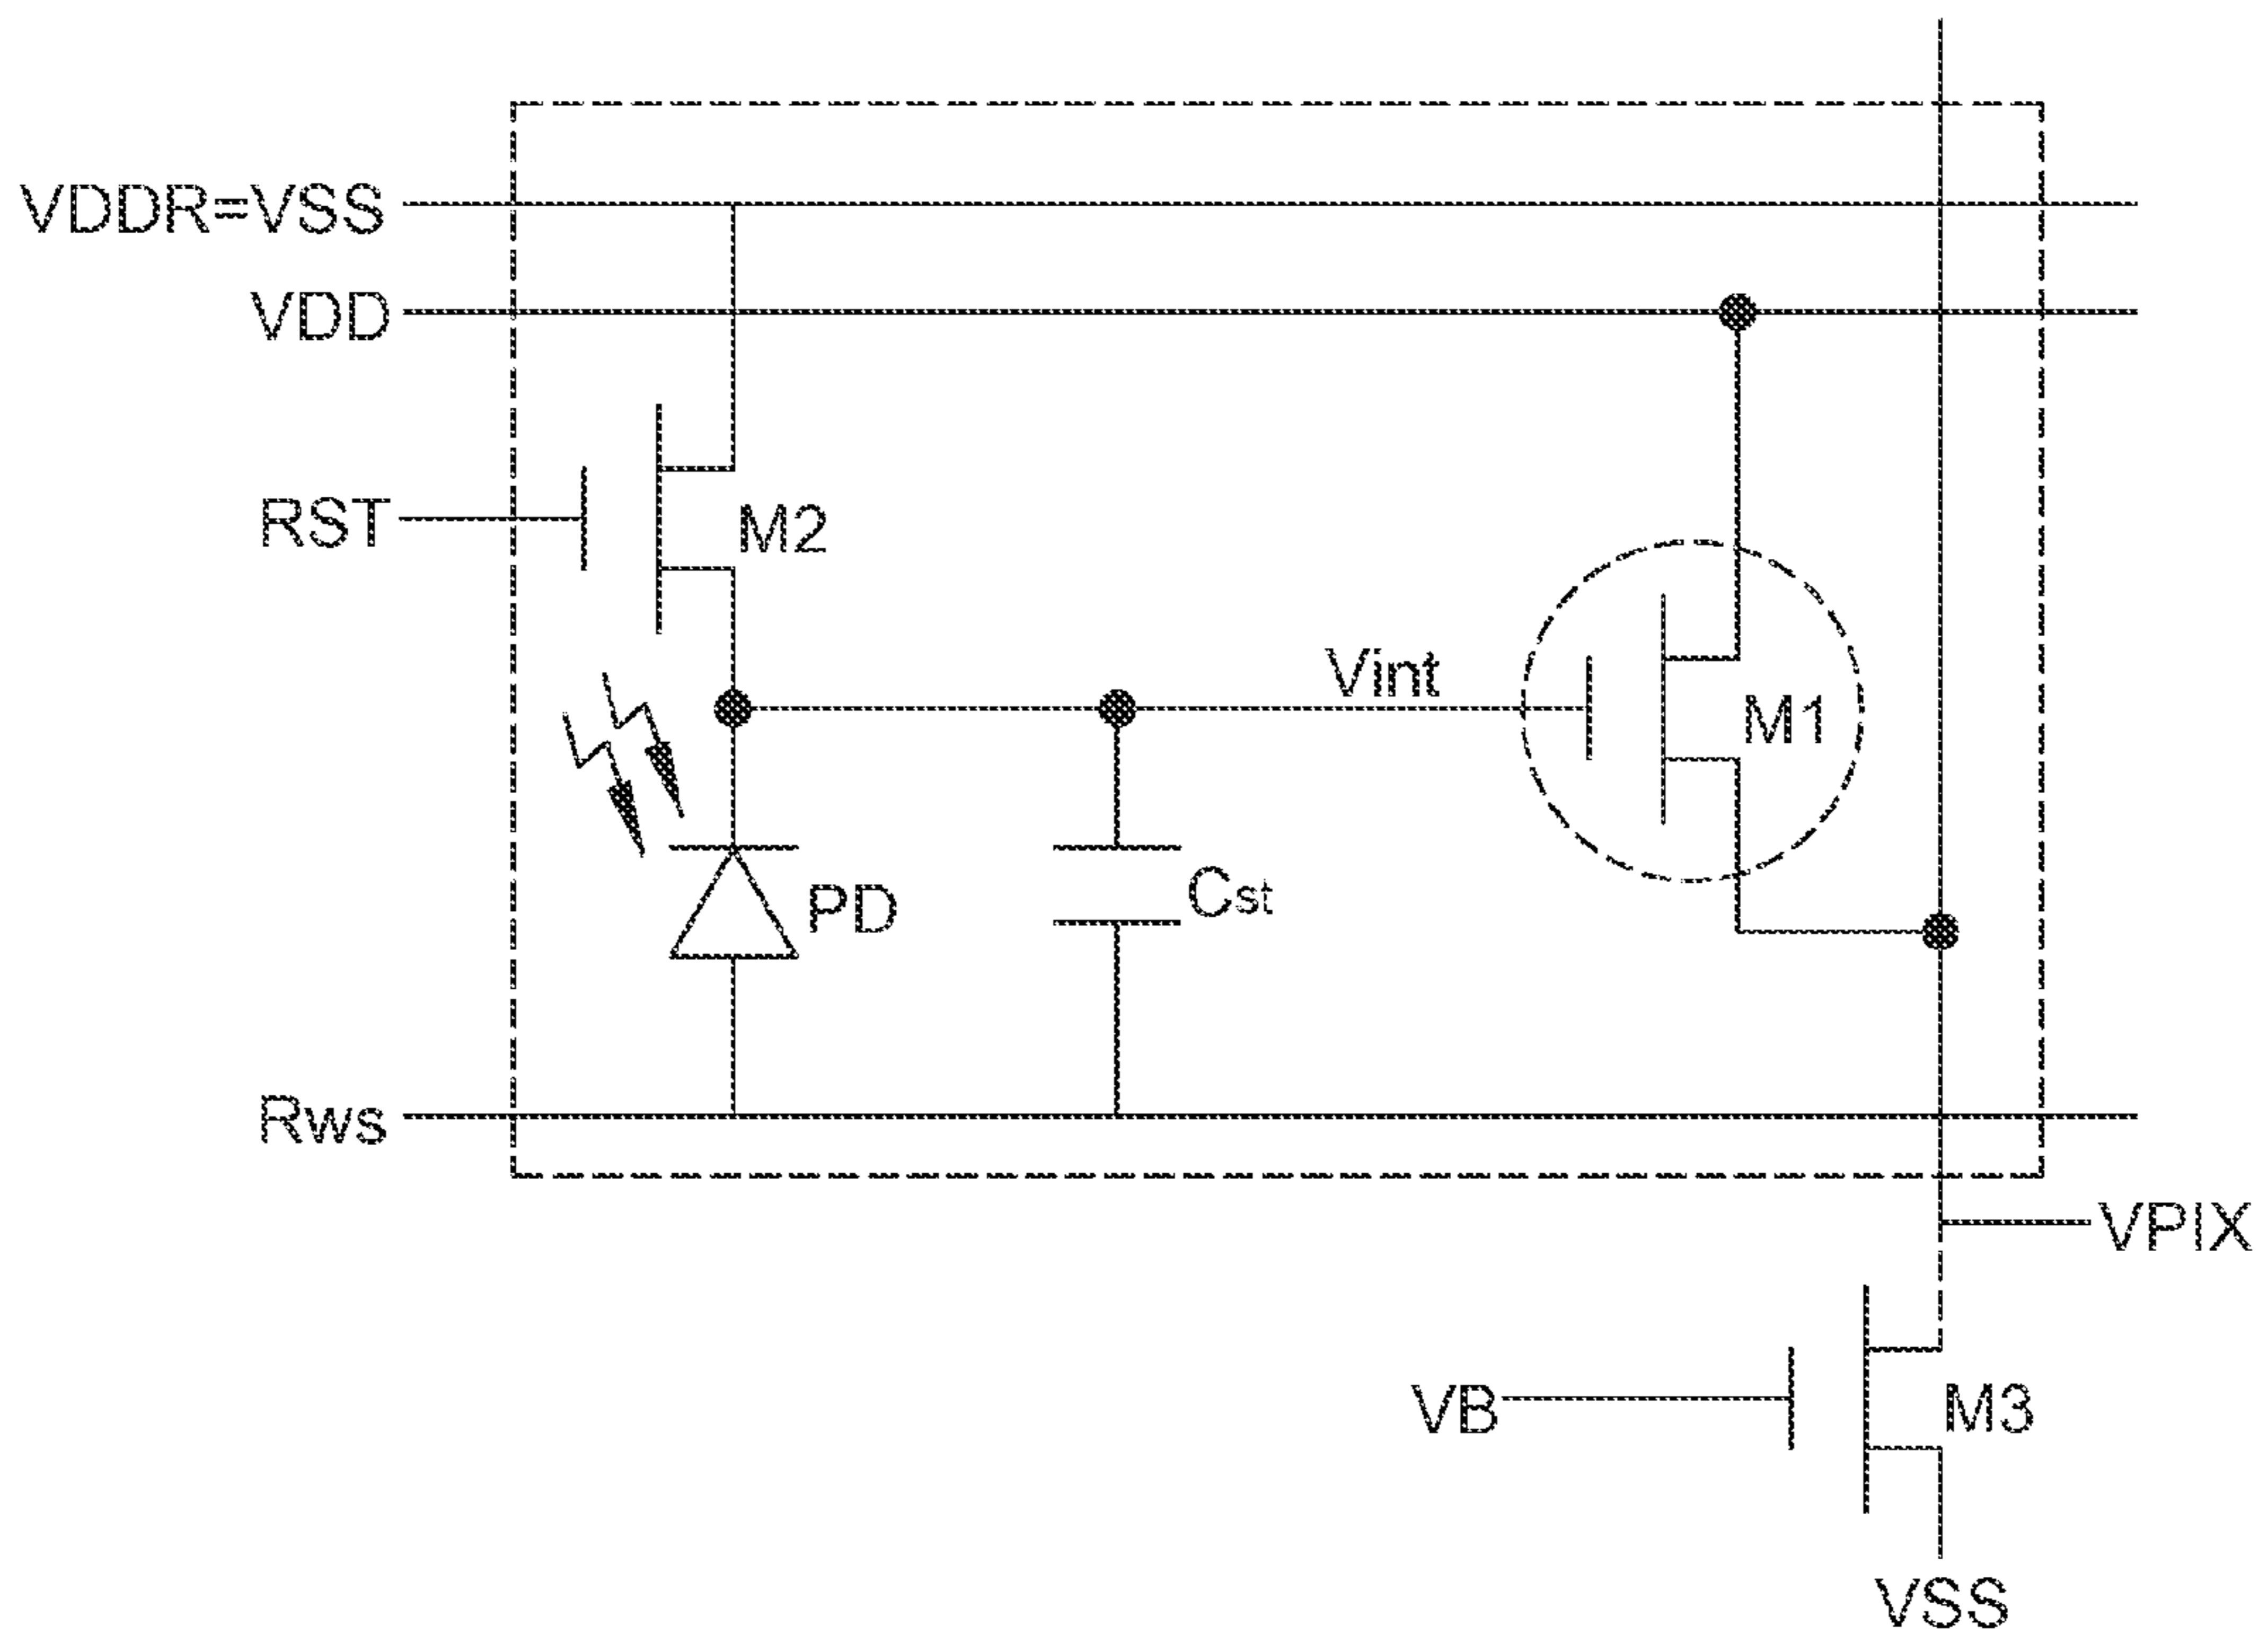 VDDR=VSS
VDD
RST
M2
Vint
M1
PD
Cst
Rws
VPIX
VB
M3
VSS